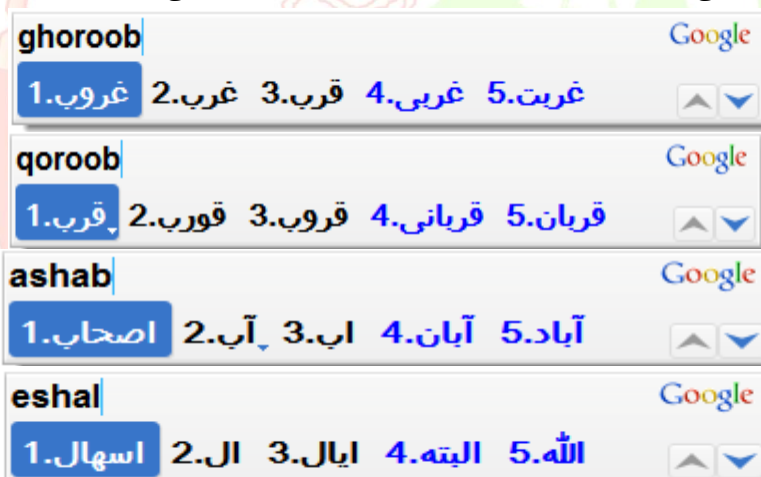 ghoroob Google
1.غروب 2.غرب 3.قرب 4.غربی 5.غربت
qoroob Google
1.قرب 2.قورب 3.قروب 4.قربانی 5.قربان
ashab Google
1.اصحاب 2.آب 3.اب 4.آبان 5.آباد
eshal Google
1.اسهال 2.ال 3.ایال 4.البته 5.الله